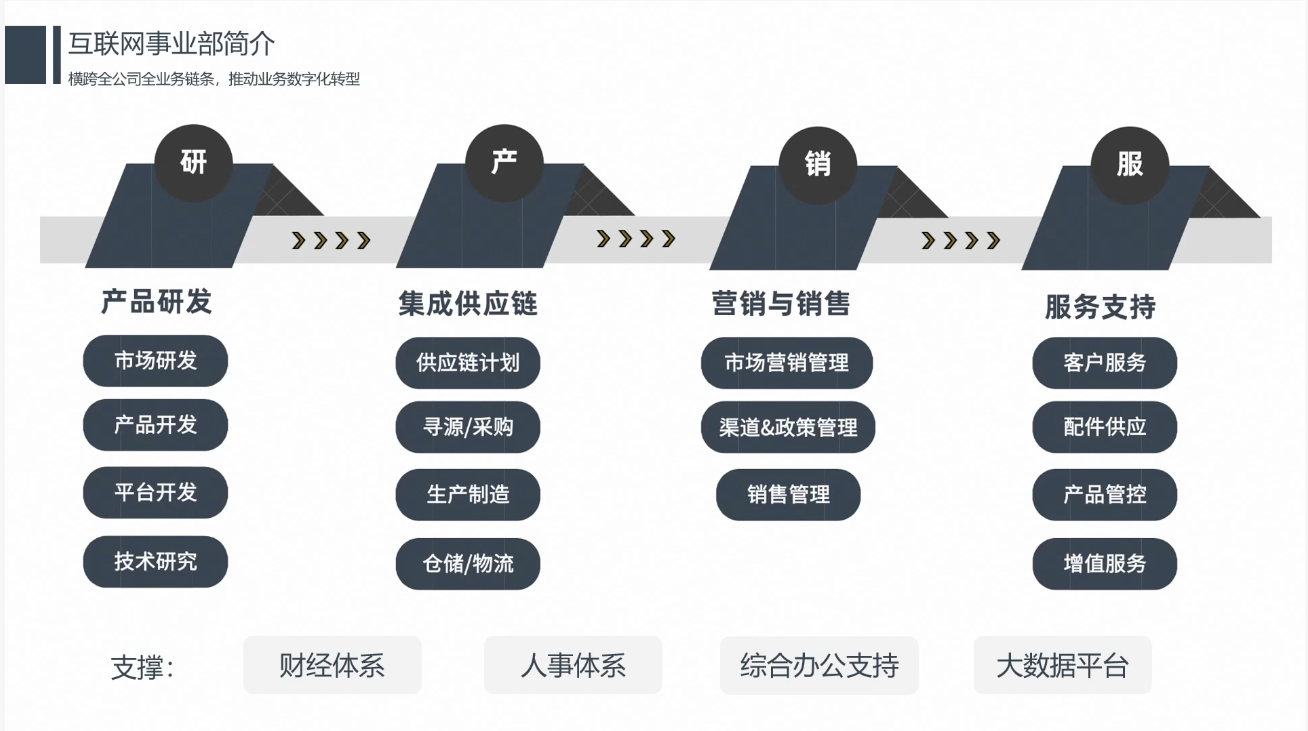 互联网事业部简介
横跨全公司全业务链条，推动业务数字化转型
研
产
销
服
产品研发
市场研发
产品开发
平台开发
技术研究
集成供应链
供应链计划
寻源/采购
生产制造
仓储/物流
营销与销售
市场营销管理
渠道&政策管理
销售管理
服务支持
客户服务
配件供应
产品管控
增值服务
支撑：
财经体系
人事体系
综合办公支持
大数据平台